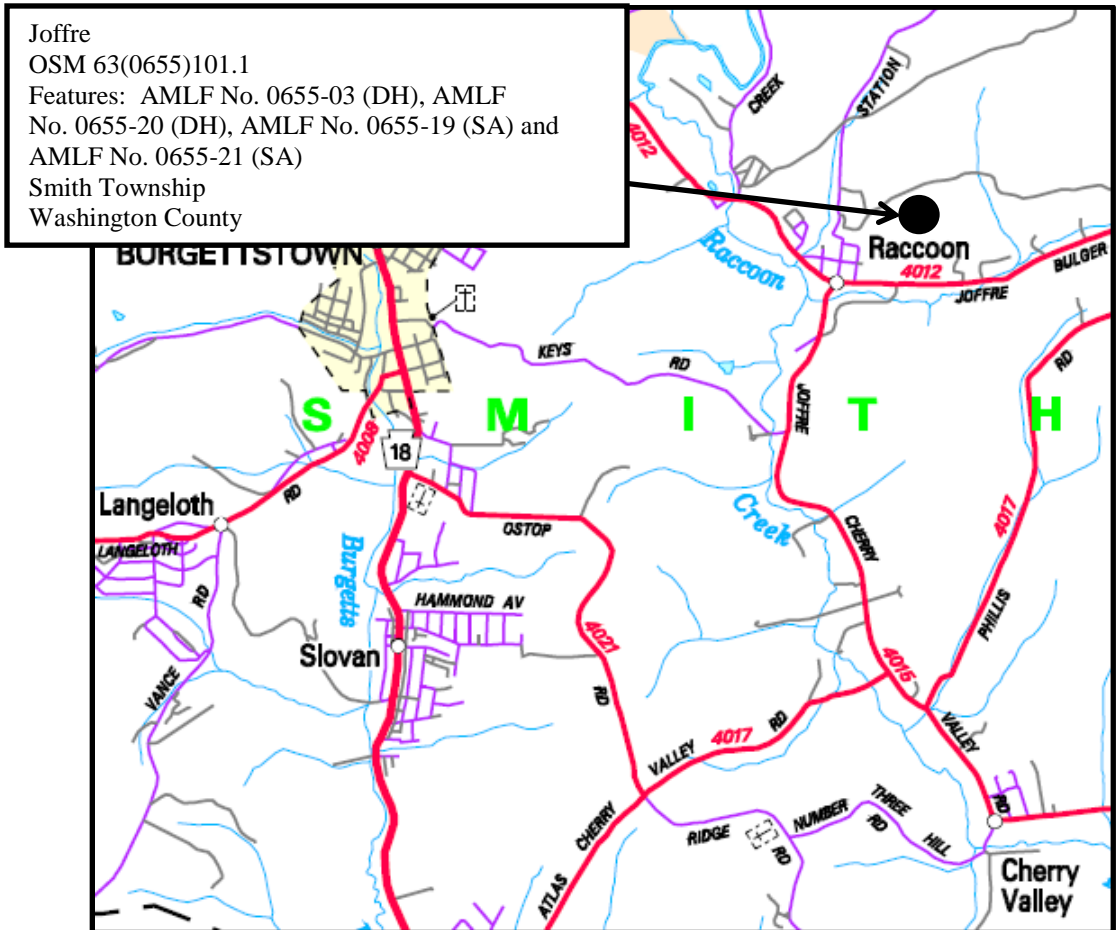 Joffre
OSM 63(0655)101.1
Features: AMLF No. 0655-03 (DH), AMLF
No. 0655-20 (DH), AMLF No. 0655-19 (SA) and
AMLF No. 0655-21 (SA)
Smith Township
Washington County
CREEK
STATION
4012
Raccoon
Raccoon
4012
JOFFRE
BULGER
BURGETTSTOWN
KEYS
RD
RD
JOFFRE
S M I T H
4008
18
RD
Langeloth
LANGELOTH
OSTOP
Creek
CHERRY
4017
Burgetts
RD
HAMMOND AV
PHILLIS
4021
Slovan
4015
VANCE
RD
VALLEY
4017
RD
VALLEY
RD
CHERRY
ATLAS
RIDGE
RD
NUMBER
THREE
RD
HILL
Cherry
Valley